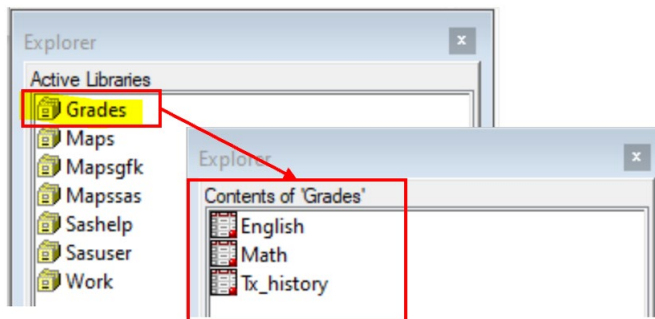 Explorer
x
Active Libraries
Grades
Maps
Mapsgfk
Mapssas
Sashelp
Sasuser
Work
Explorer
x
Contents of 'Grades'
English
Math
Tx_history